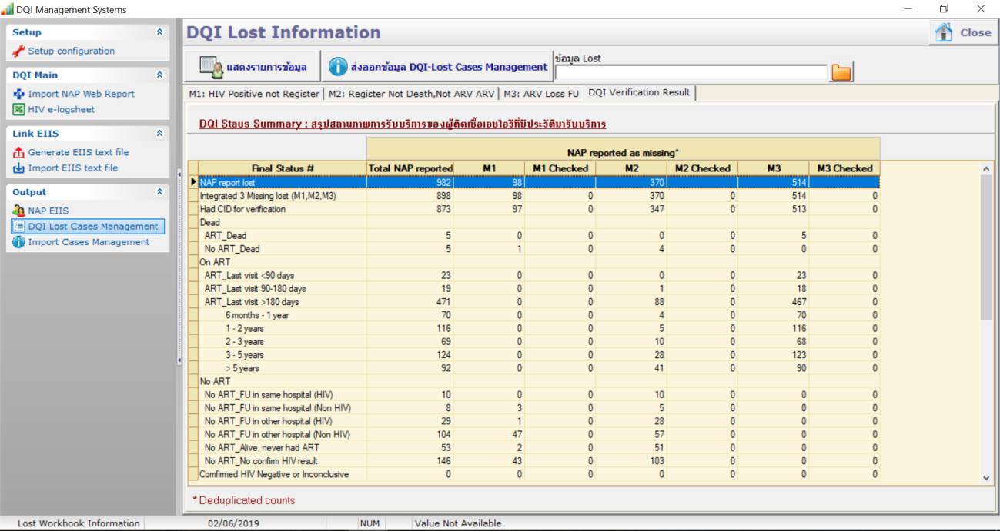 DQI Management Systems
Setup
Setup configuration
DQI Main
Import NAP Web Report
HIV e-logsheet
Link EIIS
Generate EIIS text file
Import EIIS text file
Output
NAP EIIS
DQI Lost Cases Management
Import Cases Management
DQI Lost Information
Close
แสดงรายการข้อมูล
ส่งออกข้อมูล DQI-Lost Cases Management
ข้อมูล Lost
M1: HIV Positive not Register M2: Register Not Death,Not ARV ARV M3: ARV Loss FU DQI Verification Result
DQI Staus Summary : สรุปสถานภาพการรับบริการของผู้ติดเชื้อเอชไอวีที่มีประวัติมารับบริการ
NAP reported as missing*
Final Status # Total NAP reported M1 M1 Checked M2 M2 Checked M3 M3 Checked
NAP report lost 982 98 370 514
Integrated 3 Missing lost (M1,M2,M3) 898 98 0 370 0 514 0
Had CID for verification 873 97 0 347 0 513 0
Dead
ART_Dead 5 0 0 0 0 5 0
No ART_Dead 5 1 0 4 0 0 0
On ART
ART_Last visit <90 days 23 0 0 0 0 23 0
ART_Last visit 90-180 days 19 0 0 1 0 18 0
ART_Last visit >180 days 471 0 0 88 0 467 0
6 months - 1 year 70 0 0 4 0 70 0
1 - 2 years 116 0 0 5 0 116 0
2 - 3 years 69 0 0 10 0 68 0
3 - 5 years 124 0 0 28 0 123 0
> 5 years 92 0 0 41 0 90 0
No ART
No ART_FU in same hospital (HIV) 10 0 0 10 0 0 0
No ART_FU in same hospital (Non HIV) 8 3 0 5 0 0 0
No ART_FU in other hospital (HIV) 29 1 0 28 0 0 0
No ART_FU in other hospital (Non HIV) 104 47 0 57 0 0 0
No ART_Alive, never had ART 53 2 0 51 0 0 0
No ART_No confirm HIV result 146 43 0 103 0 0 0
Comfirmed HIV Negative or Inconclusive 0 0 0 0 0 0 0
* Deduplicated counts
Lost Workbook Information 02/06/2019 NUM Value Not Available